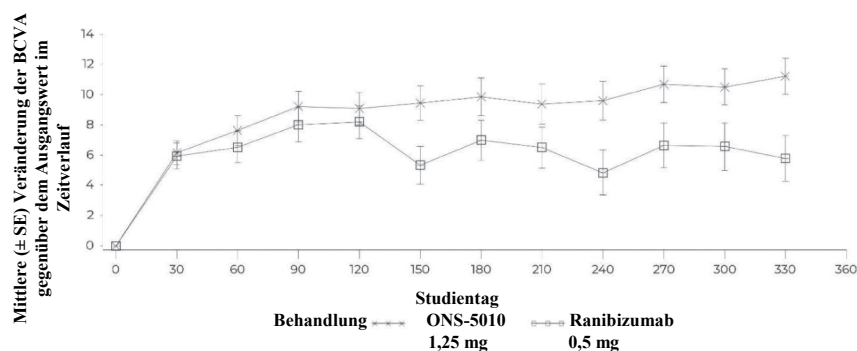 Mittlere (± SE) Veränderung der BCVA
gegenüber dem Ausgangswert im
Zeitverlauf
14
12
10
8
6
4
2
0
0 30 60 90 120 150 180 210 240 270 300 330 360
Studientag
Behandlung ONS-5010 Ranibizumab
1,25 mg 0,5 mg